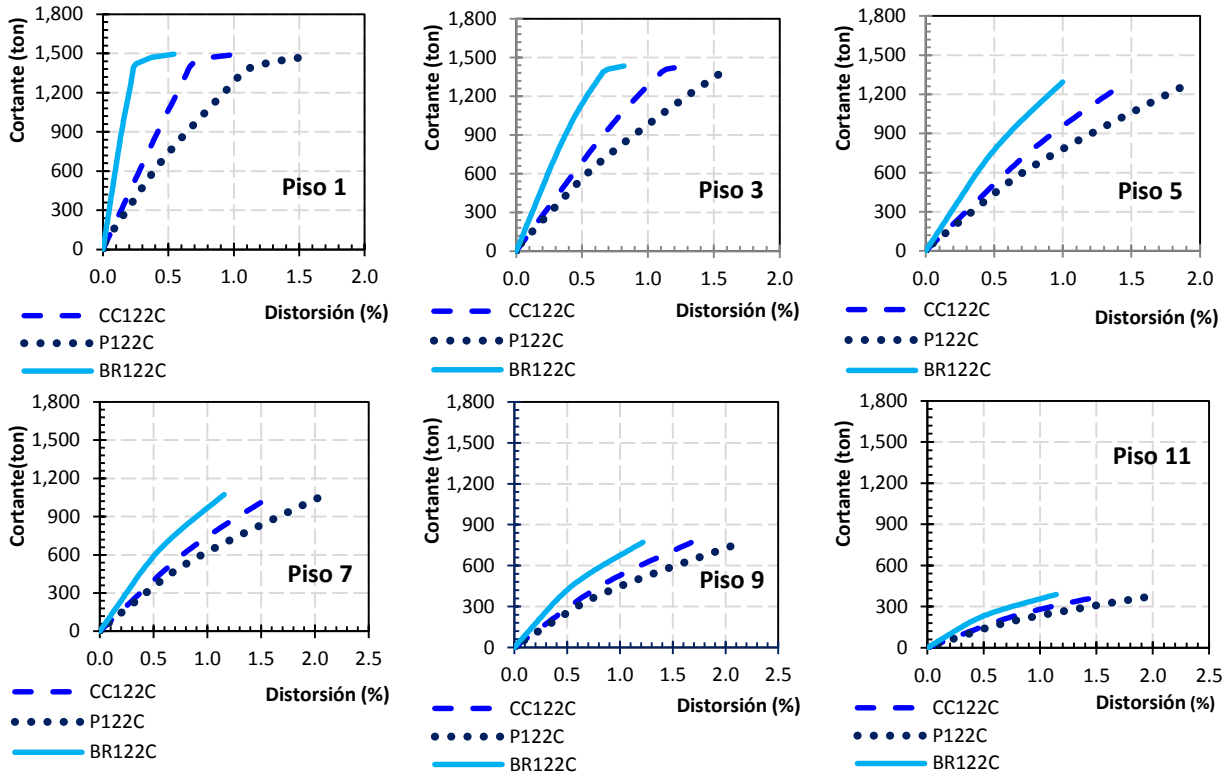 Cortante (ton)
1,800
1,500
1,200
900
600
300
0
0.0 0.5 1.0 1.5 2.0
Piso 1
Distorsión (%)
CC122C
P122C
BR122C
Cortante (ton)
1,800
1,500
1,200
900
600
300
0
0.0 0.5 1.0 1.5 2.0
Piso 3
Distorsión (%)
CC122C
P122C
BR122C
Cortante (ton)
1,800
1,500
1,200
900
600
300
0
0.0 0.5 1.0 1.5 2.0
Piso 5
Distorsión (%)
CC122C
P122C
BR122C
Cortante(ton)
1,800
1,500
1,200
900
600
300
0
0.0 0.5 1.0 1.5 2.0 2.5
Piso 7
Distorsión (%)
CC122C
P122C
BR122C
Cortante (ton)
1,800
1,500
1,200
900
600
300
0
0.0 0.5 1.0 1.5 2.0 2.5
Piso 9
Distorsión (%)
CC122C
P122C
BR122C
Cortante (ton)
1,800
1,500
1,200
900
600
300
0
0.0 0.5 1.0 1.5 2.0 2.5
Piso 11
Distorsión (%)
CC122C
P122C
BR122C